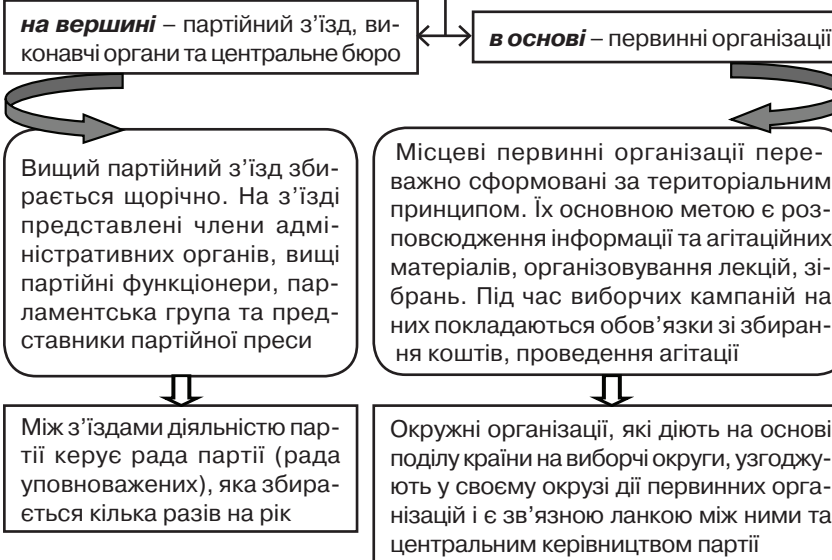 на вершині – партійний з'їзд, ви-
конавчі органи та центральне бюро
в основі – первинні організації
Вищий партійний з'їзд зби-
рається щорічно. На з'їзді
представлені члени адмі-
ністративних органів, вищі
партійні функціонери, пар-
ламентська група та пред-
ставники партійної преси
Місцеві первинні організації пере-
важно сформовані за територіальним
принципом. Їх основною метою є роз-
повсюдження інформації та агітаційних
матеріалів, організовування лекцій, зі-
брань. Під час виборчих кампаній на
них покладаються обов'язки зі збиран-
ня коштів, проведення агітації
Між з'їздами діяльністю пар-
тії керує рада партії (рада
уповноважених), яка збира-
ється кілька разів на рік
Окружні організації, які діють на основі
поділу країни на виборчі округи, узгоджу-
ють у своєму окрузі дії первинних орга-
нізацій і є зв'язною ланкою між ними та
центральним керівництвом партії